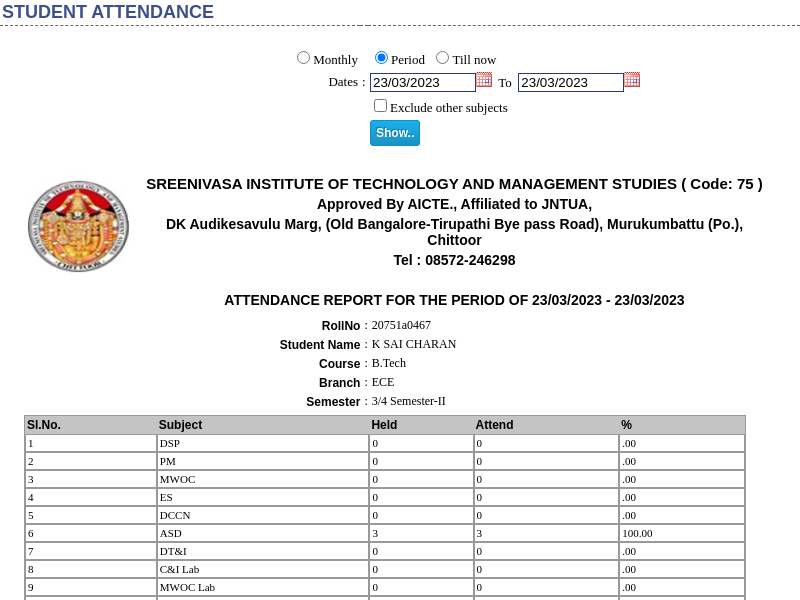 STUDENT ATTENDANCE
Monthly Period Till now
Dates : 23/03/2023 To 23/03/2023
Exclude other subjects
Show..
SREENIVASA INSTITUTE OF TECHNOLOGY AND MANAGEMENT STUDIES ( Code: 75 )
Approved By AICTE., Affiliated to JNTUA,
DK Audikesavulu Marg, (Old Bangalore-Tirupathi Bye pass Road), Murukumbattu (Po.),
Chittoor
Tel : 08572-246298
ATTENDANCE REPORT FOR THE PERIOD OF 23/03/2023 - 23/03/2023
RollNo : 20751a0467
Student Name : K SAI CHARAN
Course : B.Tech
Branch : ECE
Semester : 3/4 Semester-II
Sl.No. Subject Held Attend %
1 DSP 0 0 .00
2 PM 0 0 .00
3 MWOC 0 0 .00
4 ES 0 0 .00
5 DCCN 0 0 .00
6 ASD 3 3 100.00
7 DT&I 0 0 .00
8 C&I Lab 0 0 .00
9 MWOC Lab 0 0 .00